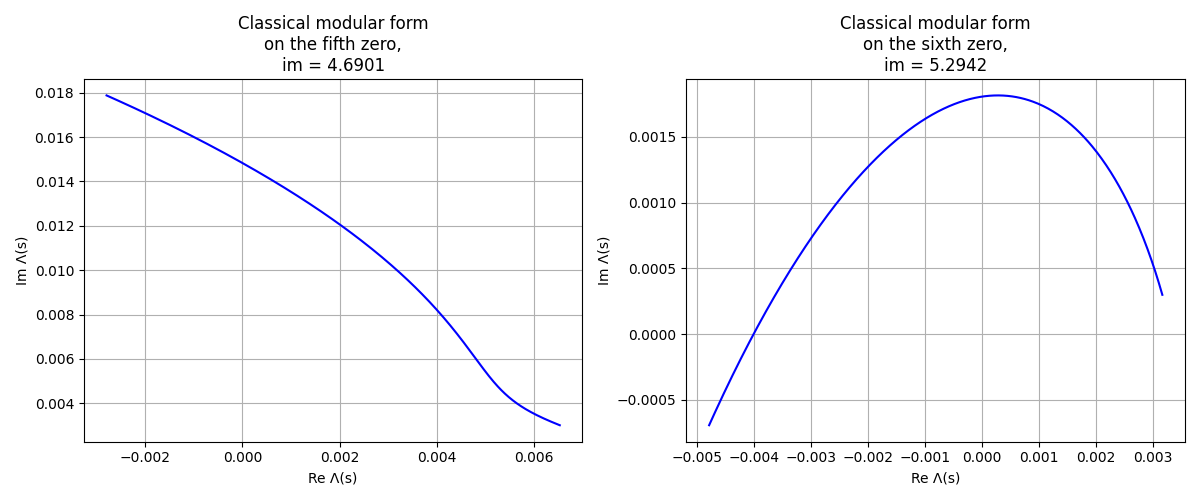 Classical modular form
on the fifth zero,
im = 4.6901
0.018
0.016
0.014
0.012
0.010
0.008
0.006
0.004
Im Λ(s)
−0.002 0.000 0.002 0.004 0.006
Re Λ(s)
Classical modular form
on the sixth zero,
im = 5.2942
0.0015
0.0010
0.0005
0.0000
−0.0005
Im Λ(s)
−0.005 −0.004 −0.003 −0.002 −0.001 0.000 0.001 0.002 0.003
Re Λ(s)